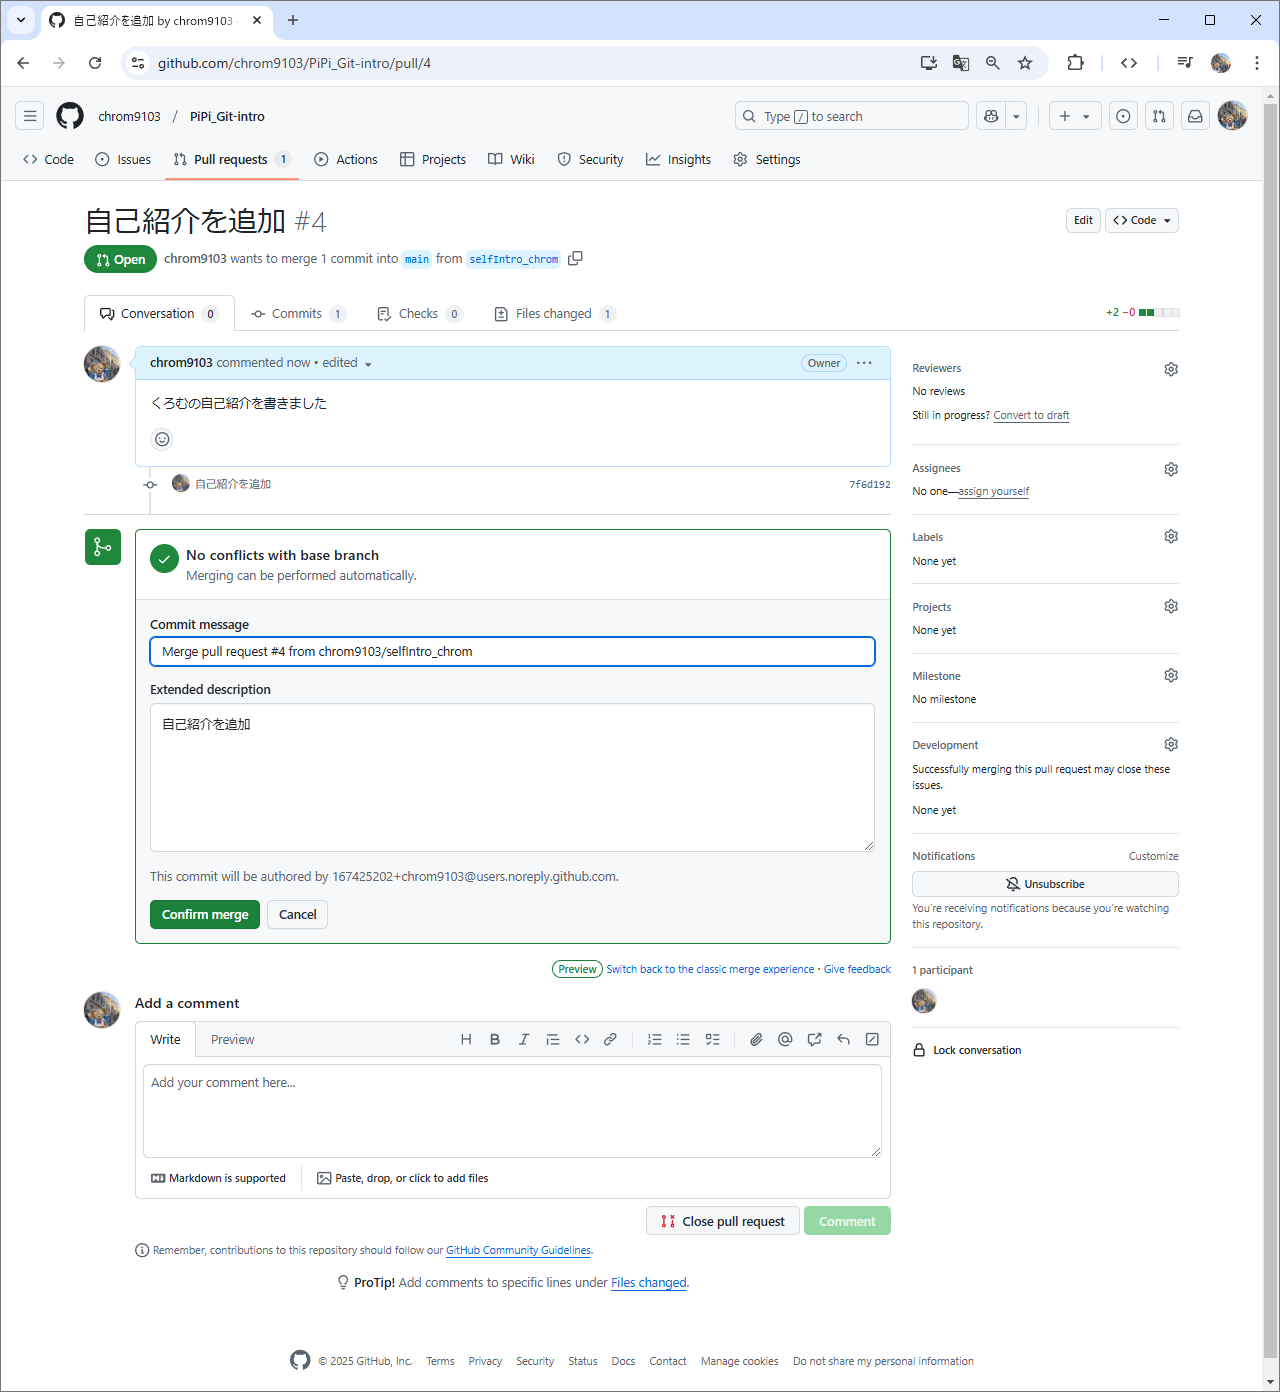 自己紹介を追加 by chrom9103
github.com/chrom9103/PiPi_Git-intro/pull/4
chrom9103 / PiPi_Git-intro
Type / to search
Code
Issues
Pull requests 1
Actions
Projects
Wiki
Security
Insights
Settings
自己紹介を追加 #4
Edit
Code
Open
chrom9103 wants to merge 1 commit into main from selfIntro_chrom
Conversation 0
Commits 1
Checks 0
Files changed 1
+2 −0
chrom9103 commented now • edited
Owner
くろむの自己紹介を書きました
自己紹介を追加
7f6d192
No conflicts with base branch
Merging can be performed automatically.
Commit message
Merge pull request #4 from chrom9103/selfIntro_chrom
Extended description
自己紹介を追加
This commit will be authored by 167425202+chrom9103@users.noreply.github.com.
Confirm merge
Cancel
Preview Switch back to the classic merge experience • Give feedback
Add a comment
Write
Preview
Add your comment here...
Markdown is supported
Paste, drop, or click to add files
Close pull request
Comment
Remember, contributions to this repository should follow our GitHub Community Guidelines.
ProTip! Add comments to specific lines under Files changed.
Reviewers
No reviews
Still in progress? Convert to draft
Assignees
No one—assign yourself
Labels
None yet
Projects
None yet
Milestone
No milestone
Development
Successfully merging this pull request may close these
issues.
None yet
Notifications
Customize
Unsubscribe
You're receiving notifications because you're watching
this repository.
1 participant
Lock conversation
© 2025 GitHub, Inc.
Terms
Privacy
Security
Status
Docs
Contact
Manage cookies
Do not share my personal information